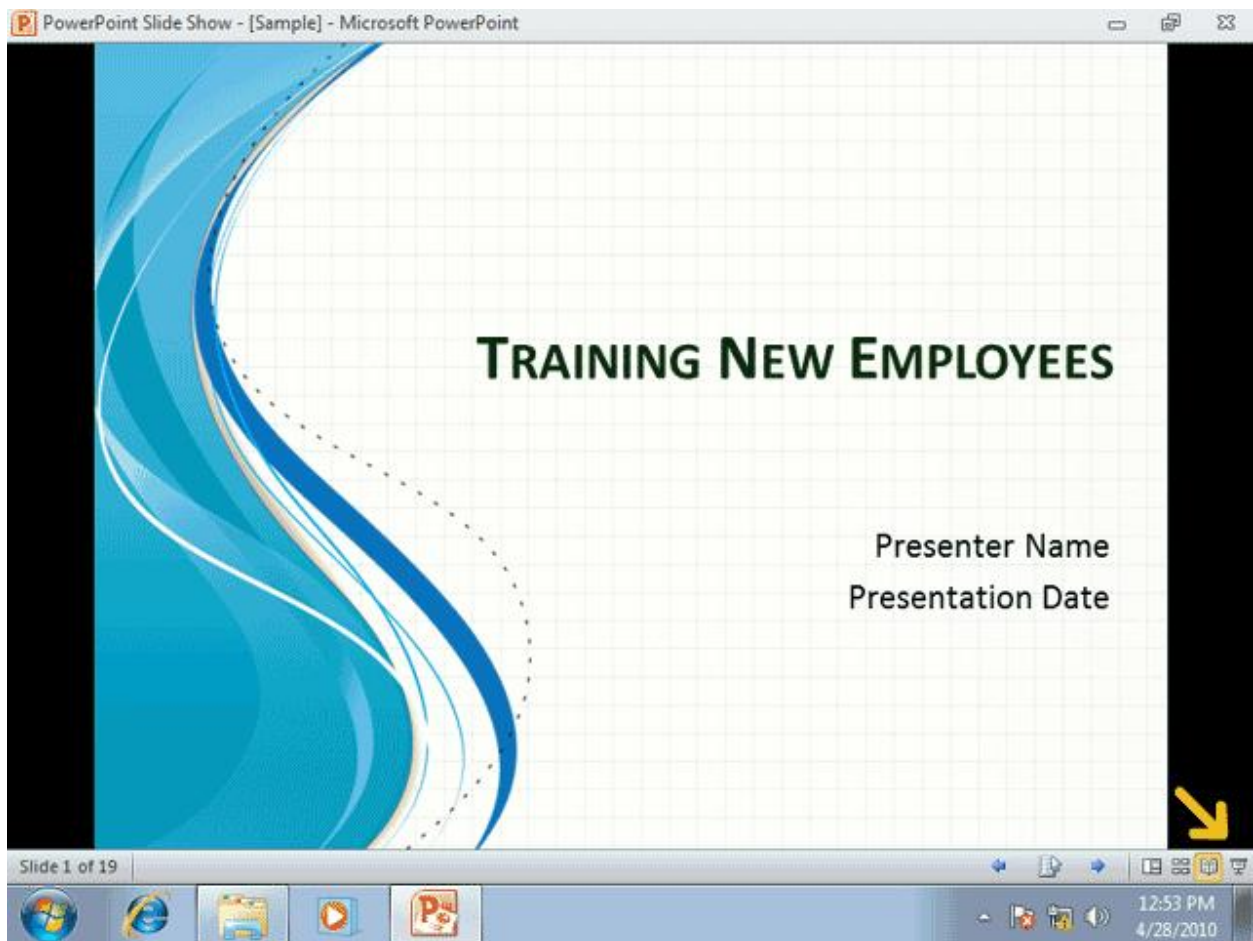 PowerPoint Slide Show - [Sample] - Microsoft PowerPoint
TRAINING NEW EMPLOYEES
Presenter Name
Presentation Date
Slide 1 of 19
12:53 PM
4/28/2010